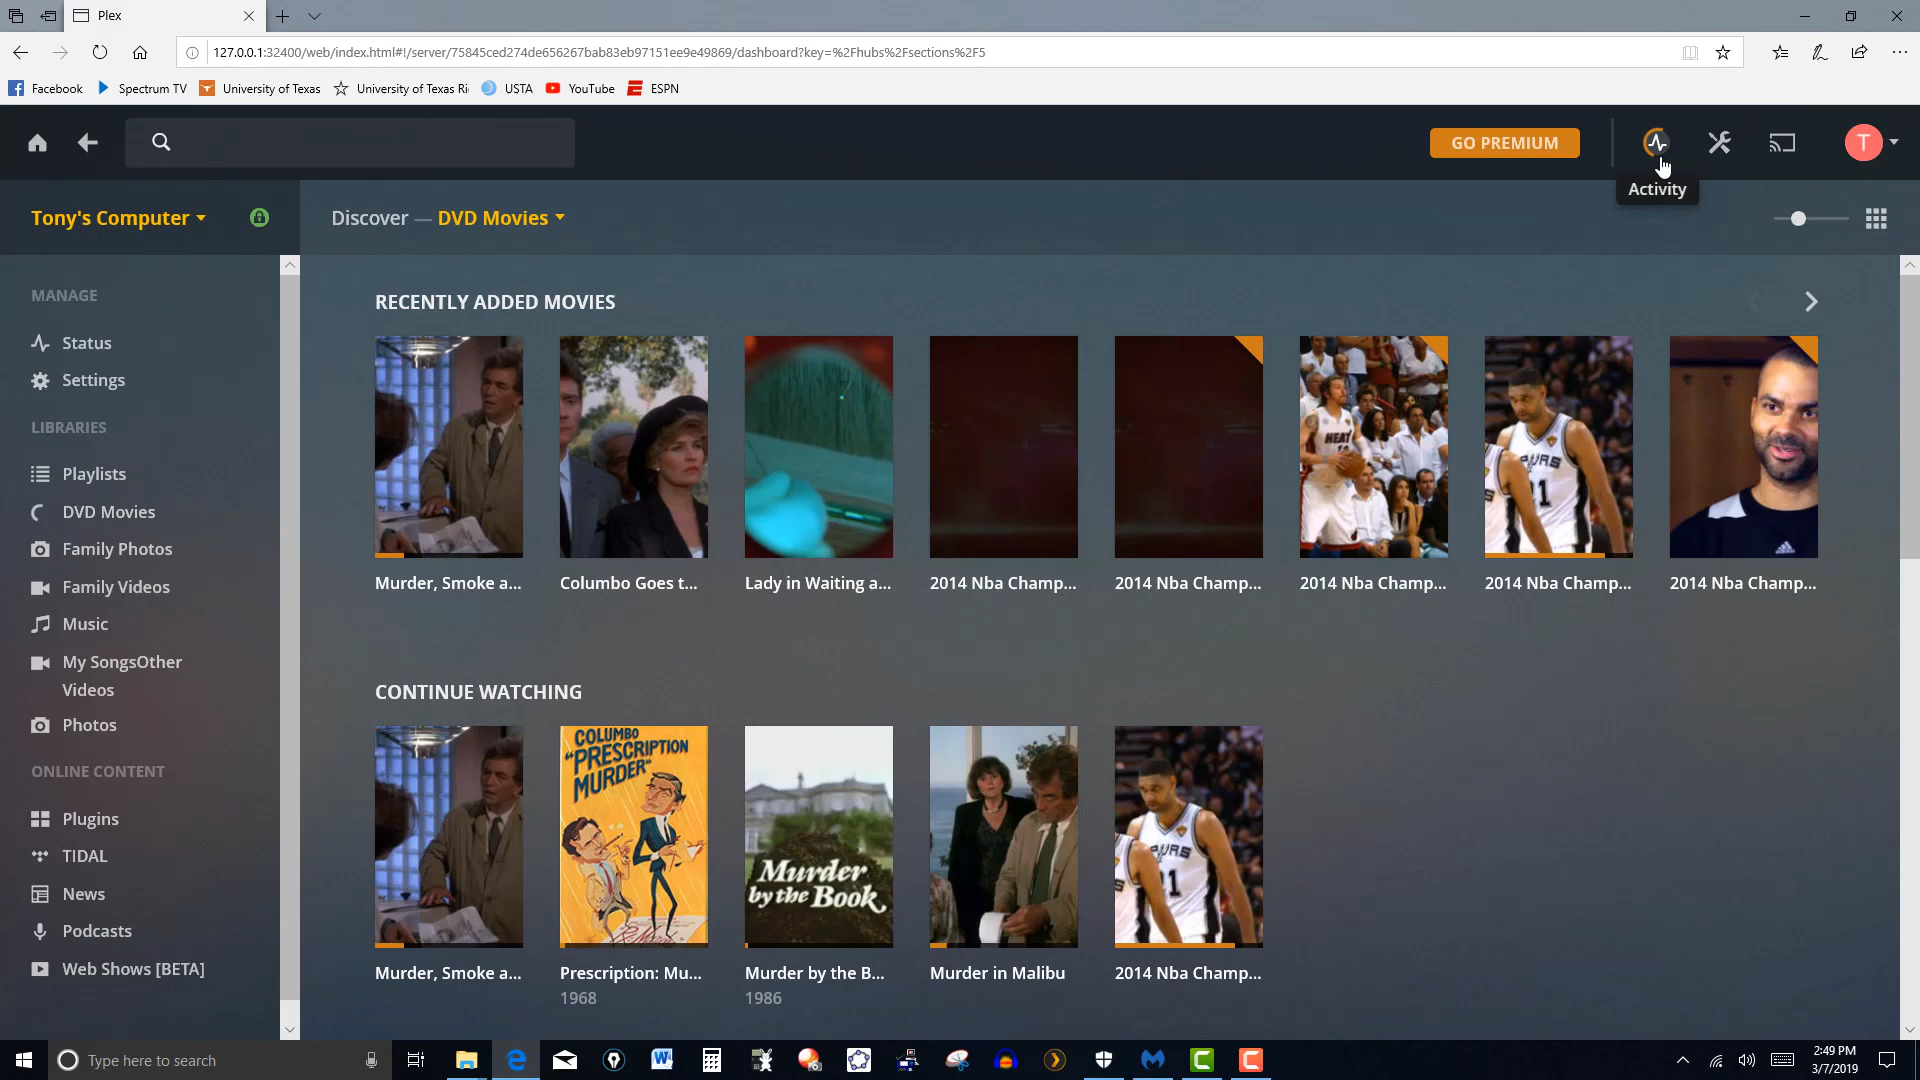 Plex
127.0.0.1:32400/web/index.html#!/server/75845ced274de656267bab83eb97151ee9e49869/dashboard?key=%2Fhubs%2Fsections%2F5
Facebook Spectrum TV University of Texas University of Texas Ri USTA YouTube ESPN
GO PREMIUM
T
Activity
Tony's Computer
Discover — DVD Movies
MANAGE
Status
Settings
LIBRARIES
Playlists
DVD Movies
Family Photos
Family Videos
Music
My SongsOther
Videos
Photos
ONLINE CONTENT
Plugins
TIDAL
News
Podcasts
Web Shows [BETA]
RECENTLY ADDED MOVIES
HEAT
SPURS
21
Murder, Smoke a... Columbo Goes t... Lady in Waiting a... 2014 Nba Champ... 2014 Nba Champ... 2014 Nba Champ... 2014 Nba Champ... 2014 Nba Champ...
CONTINUE WATCHING
COLUMBO
"PRESCRIPTION
MURDER"
Murder
by the Book
SPURS
21
Murder, Smoke a... Prescription: Mu... Murder by the B... Murder in Malibu 2014 Nba Champ...
1968 1986
Type here to search
2:49 PM
3/7/2019